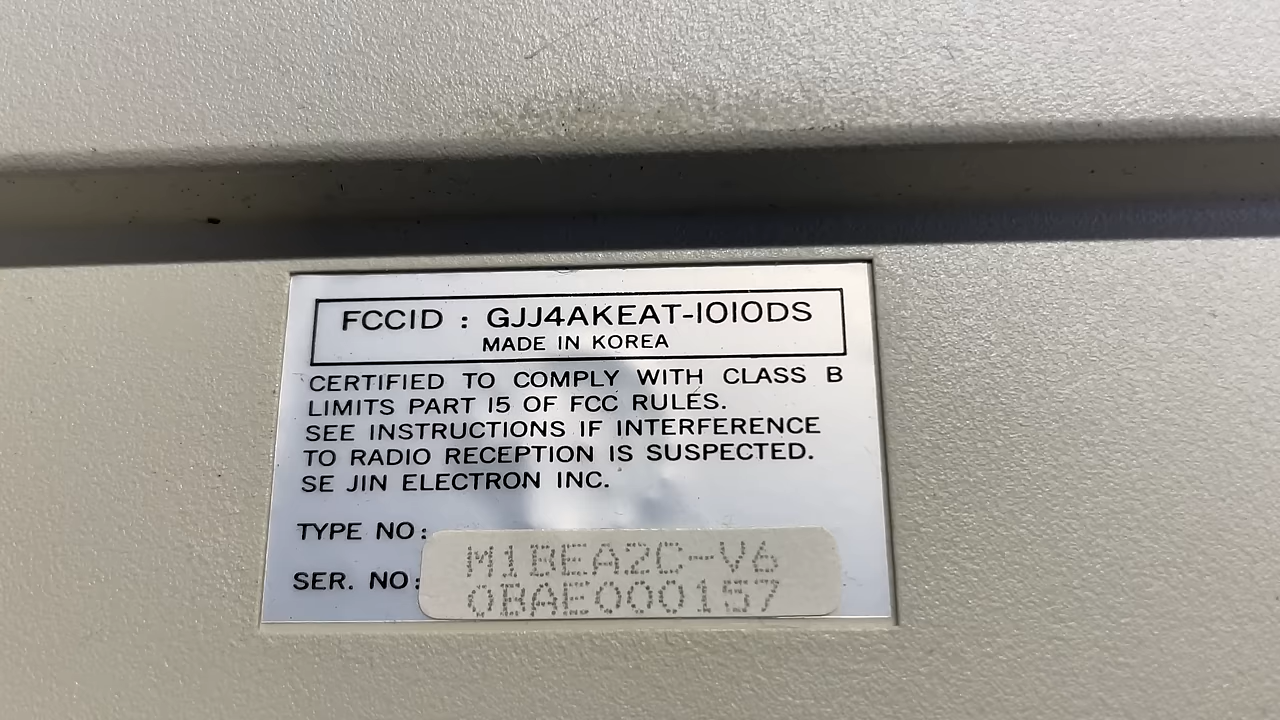 FCCID : GJJ4AKEAT-1010DS
MADE IN KOREA
CERTIFIED TO COMPLY WITH CLASS B
LIMITS PART 15 OF FCC RULES.
SEE INSTRUCTIONS IF INTERFERENCE
TO RADIO RECEPTION IS SUSPECTED.
SE JIN ELECTRON INC.
TYPE NO: M1BEA2C-V6
SER. NO: 0BAE000157